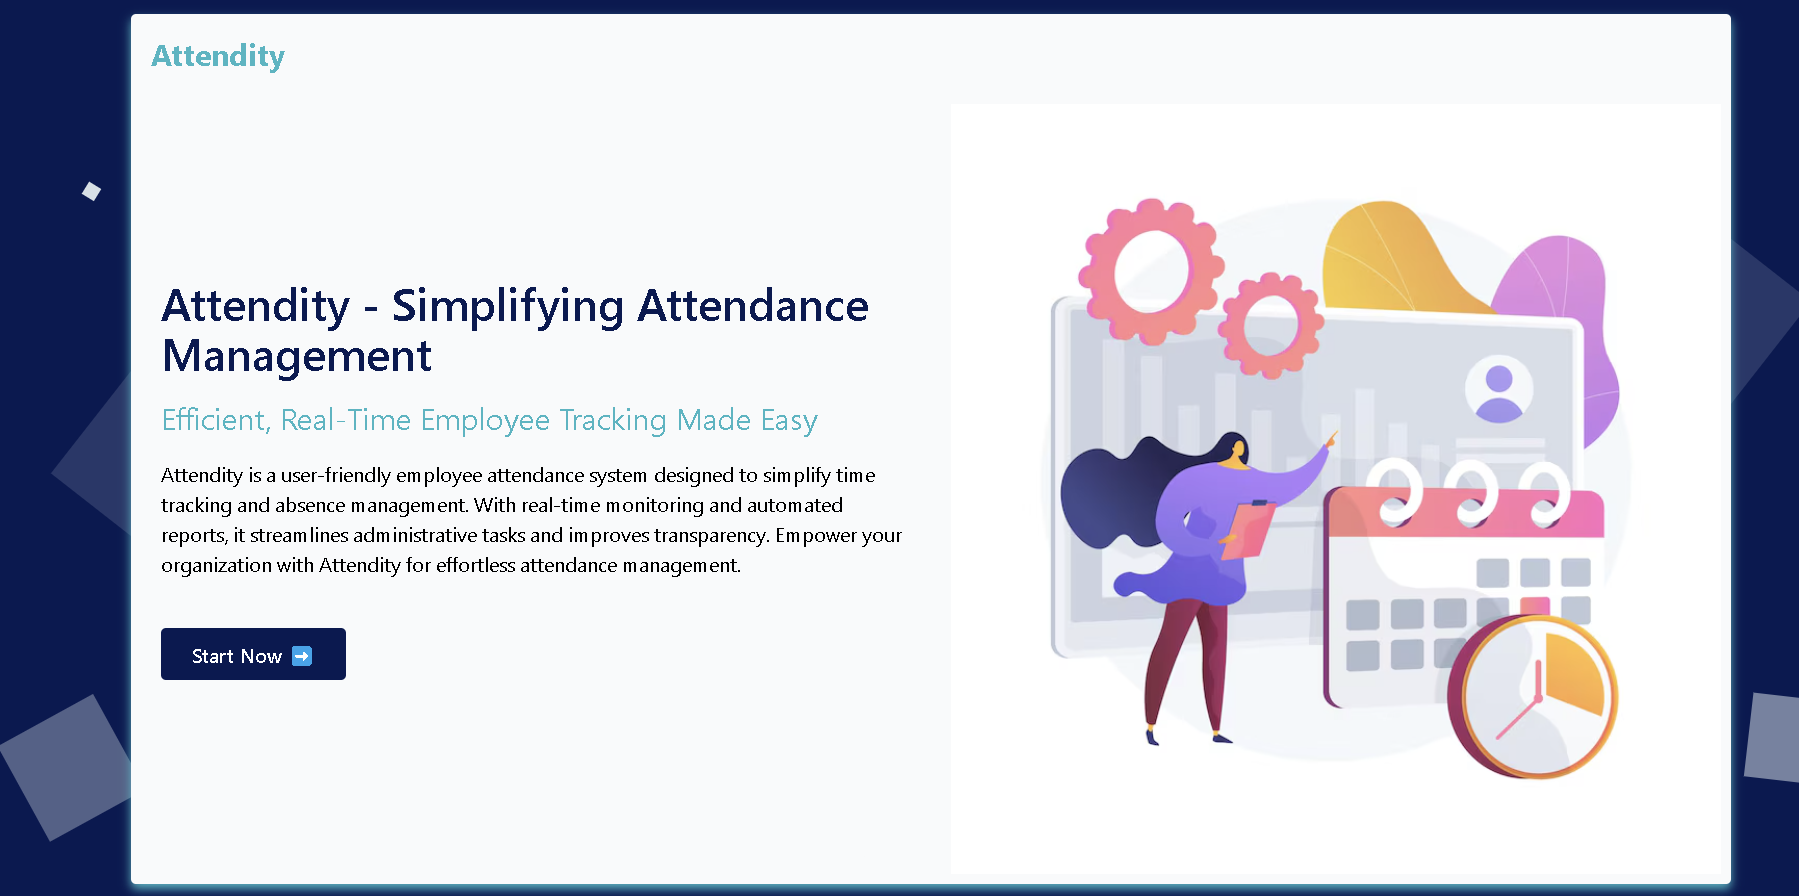 Attendity
Attendity - Simplifying Attendance
Management
Efficient, Real-Time Employee Tracking Made Easy
Attendity is a user-friendly employee attendance system designed to simplify time
tracking and absence management. With real-time monitoring and automated
reports, it streamlines administrative tasks and improves transparency. Empower your
organization with Attendity for effortless attendance management.
Start Now ➡️